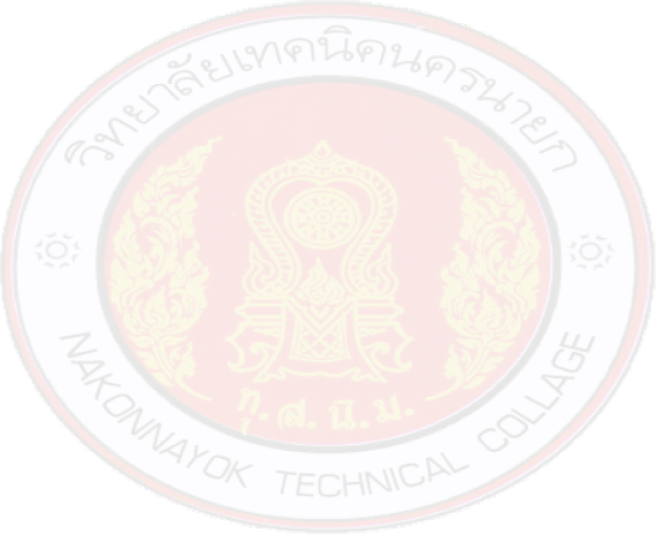 วิทยาลัยเทคนิคนครนายก
ทุ. ส. นิ. ม.
NAKONNAYOK TECHNICAL COLLAGE